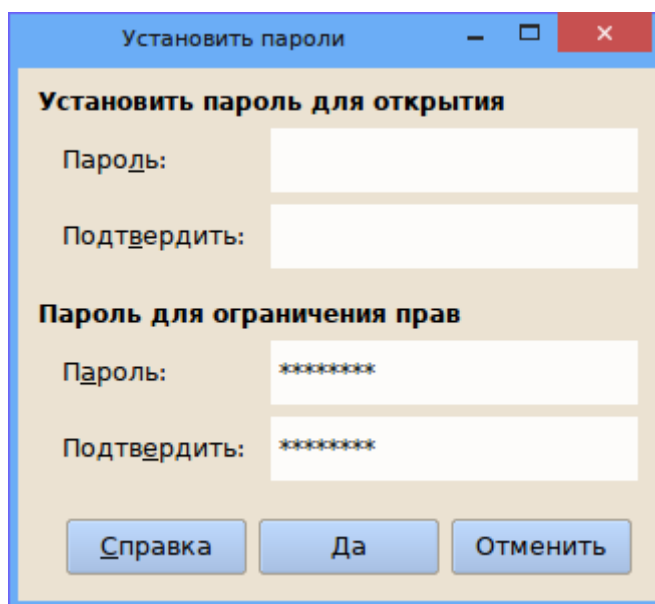 Установить пароли
Установить пароль для открытия
Пароль:
Подтвердить:
Пароль для ограничения прав
Пароль: ********
Подтвердить: ********
Справка Да Отменить